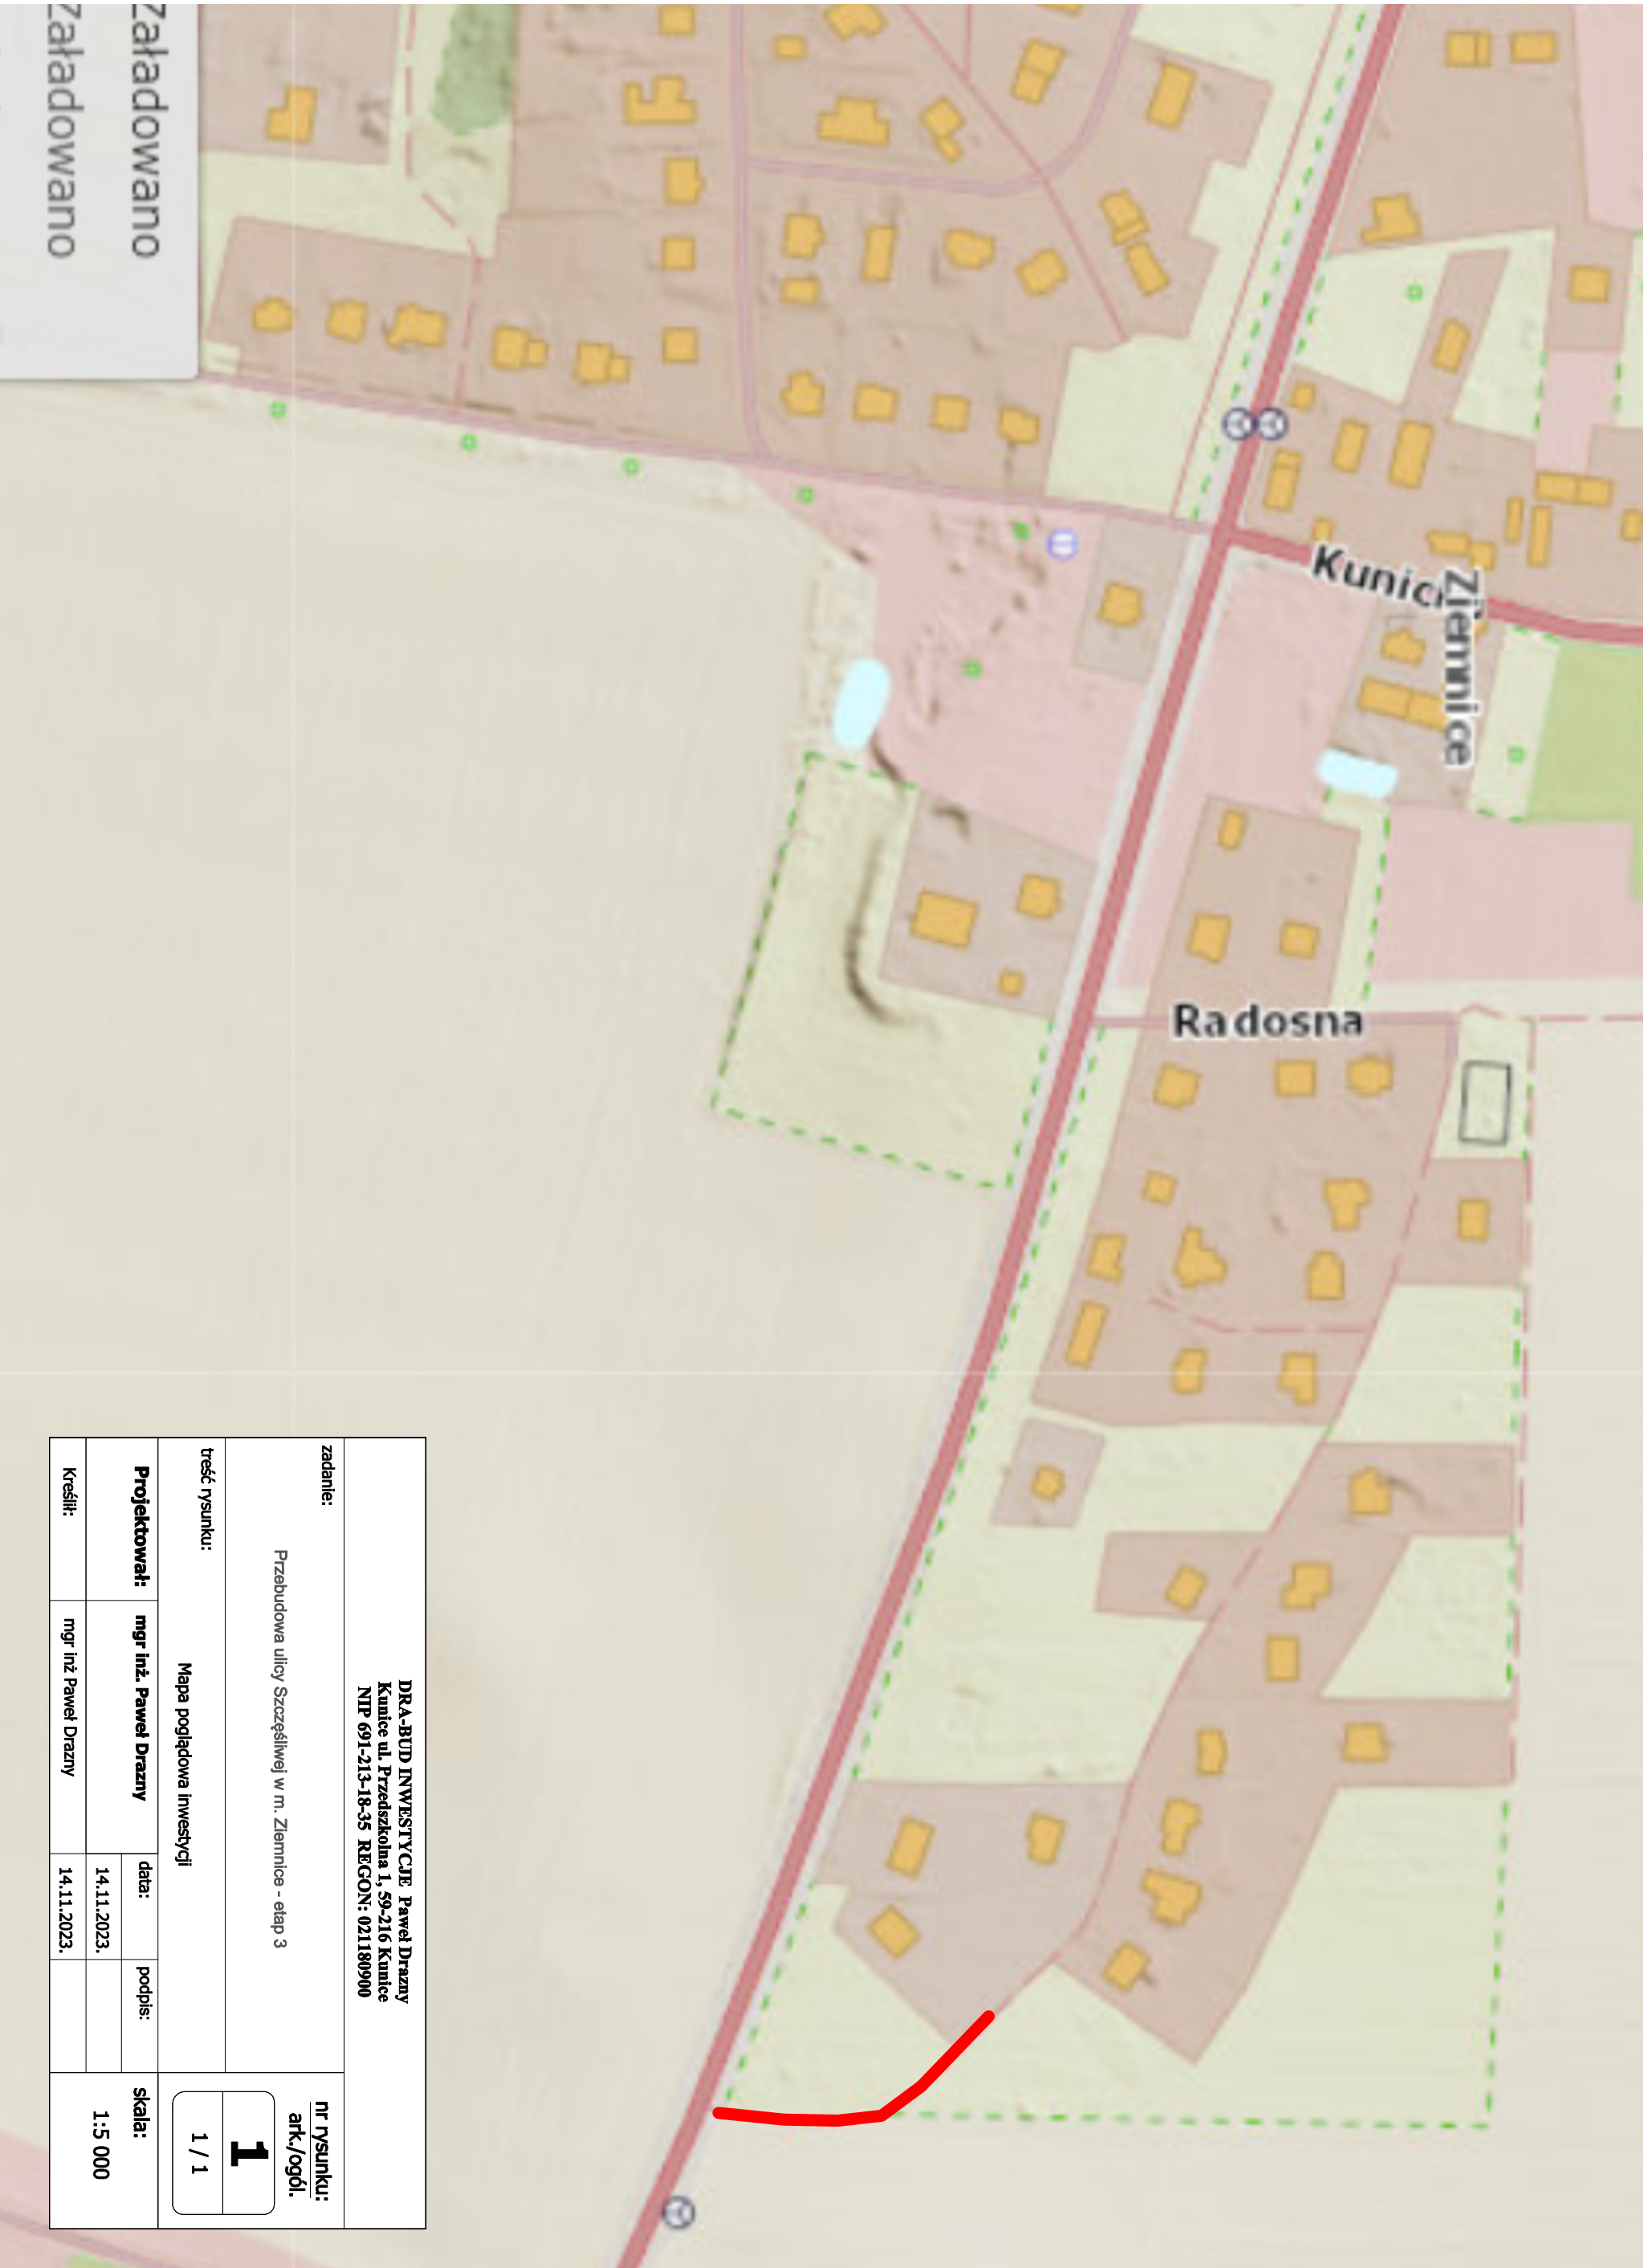 załadowano
załadowano
Kunick
Ziemnice
Radosna
DRA-BUD INWESTYCJE Paweł Drazny
Kunice ul. Przedszkolna 1, 59-216 Kunice
NIP 691-213-18-35 REGON: 021180900
zadanie:
Przebudowa ulicy Szczęśliwej w m. Ziemnice - etap 3
nr rysunku:
ark./ogól.
1
1 / 1
treść rysunku:
Mapa poglądowa inwestycji
Projektował:
mgr inż. Paweł Drazny
data:
14.11.2023.
podpis:
skala:
1:5 000
Kreślił:
mgr inż Paweł Drazny
14.11.2023.